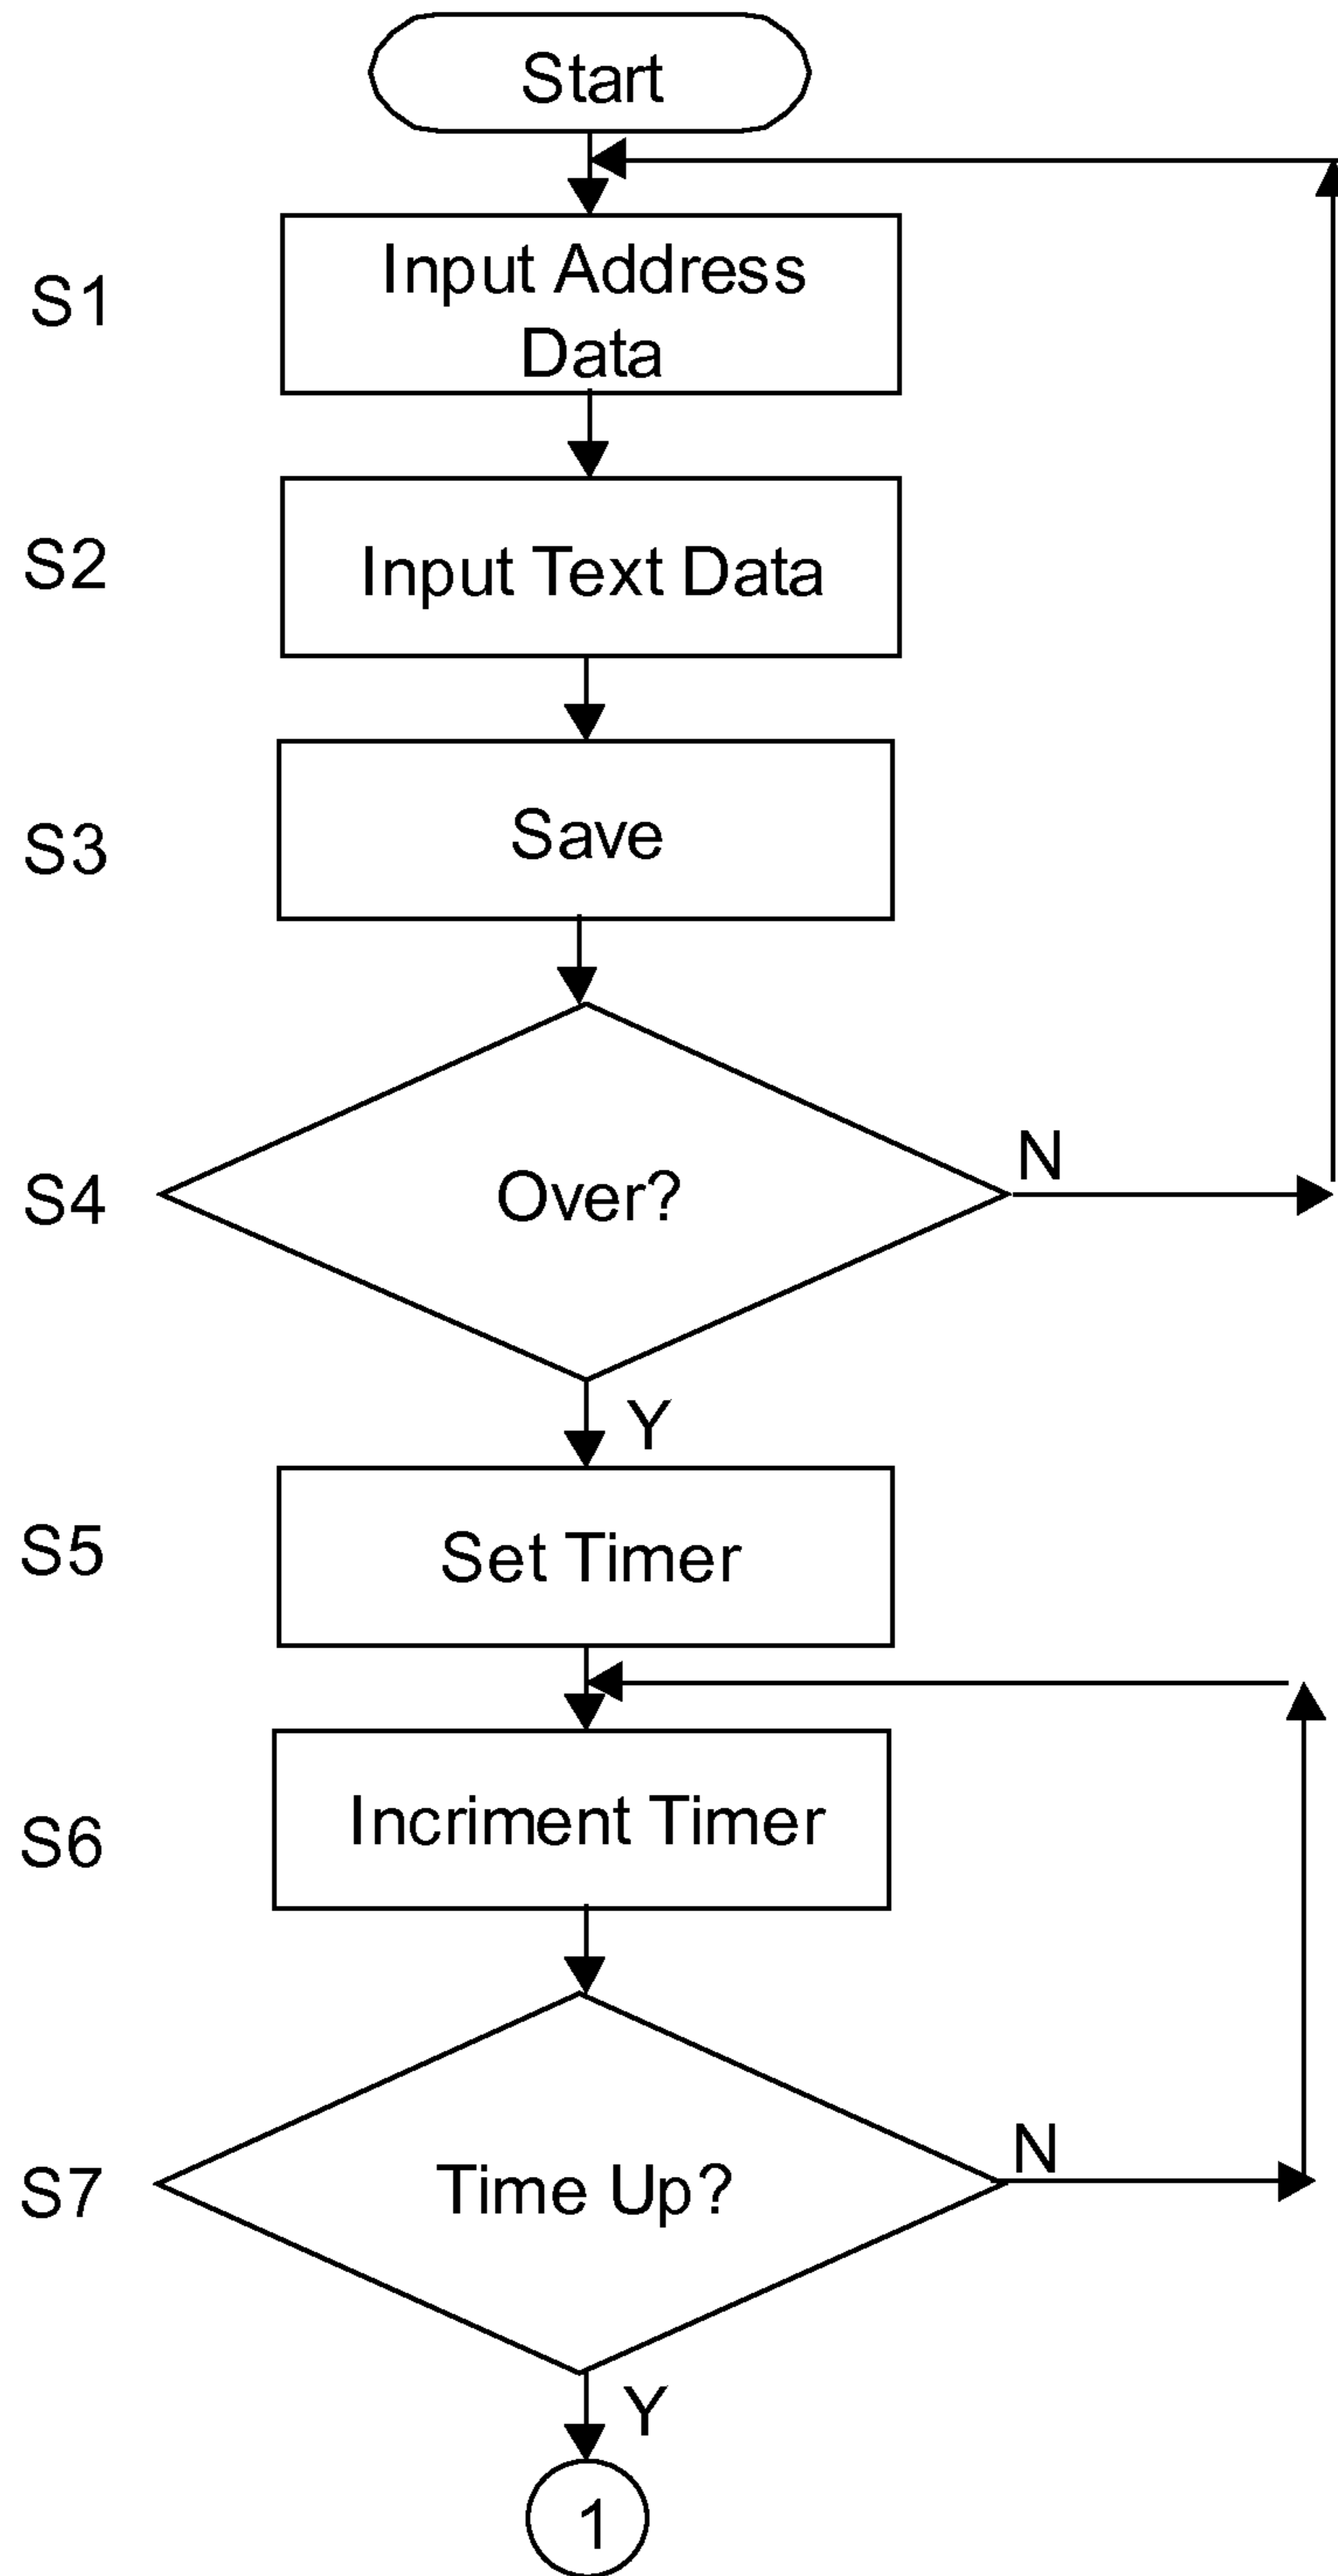 Start
S1
Input Address
Data
S2
Input Text Data
S3
Save
S4
Over?
N
Y
S5
Set Timer
S6
Incriment Timer
S7
Time Up?
N
Y
1